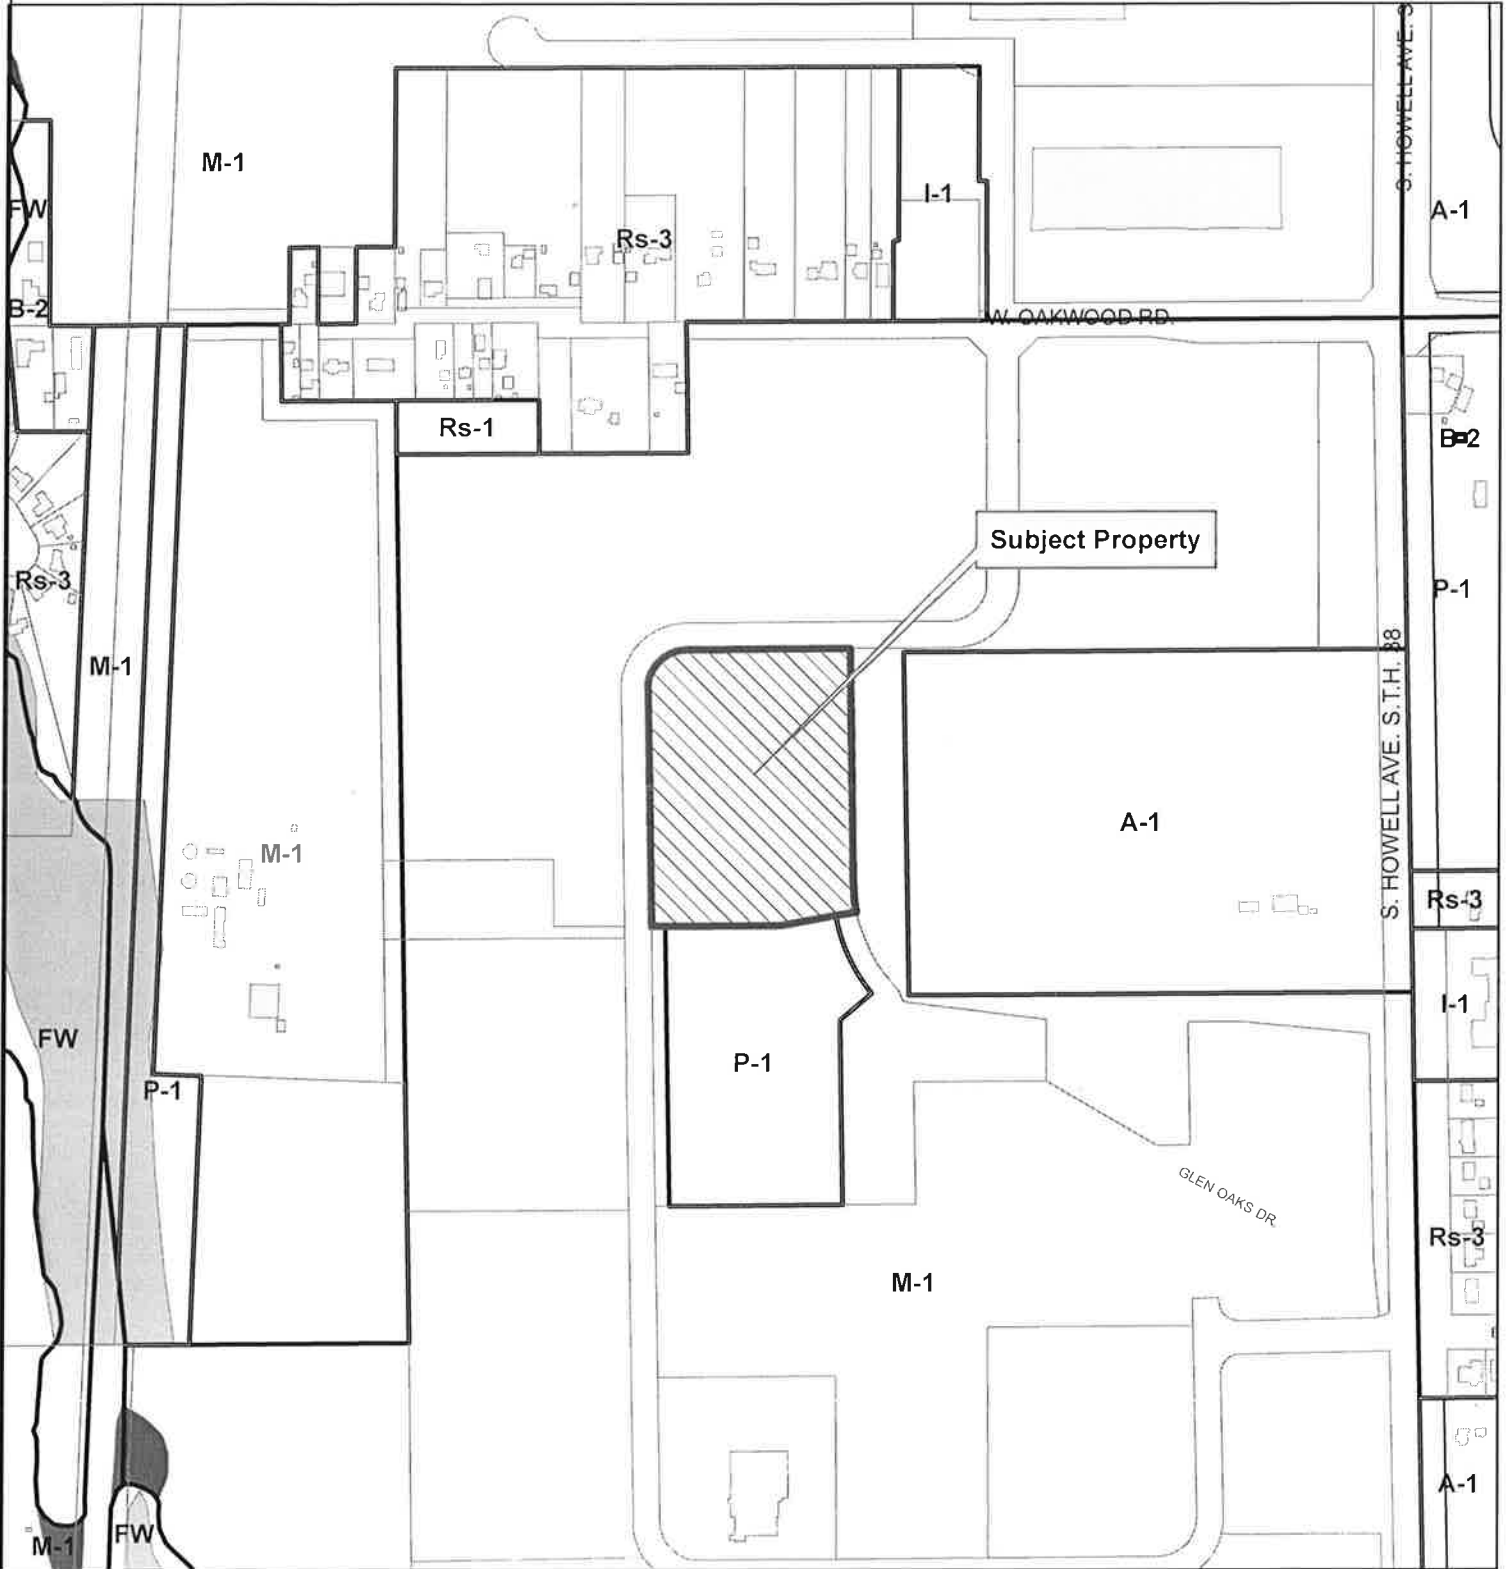 S. HOWELL AVE. S
M-1
I-1
FW
A-1
Rs-3
B-2
W. OAKWOOD RD.
Rs-1
B-2
Subject Property
Rs-3
P-1
M-1
S. HOWELL AVE. S.T.H. 38
A-1
M-1
Rs-3
I-1
FW
P-1
P-1
GLEN OAKS DR.
Rs-3
M-1
A-1
FW
M-1